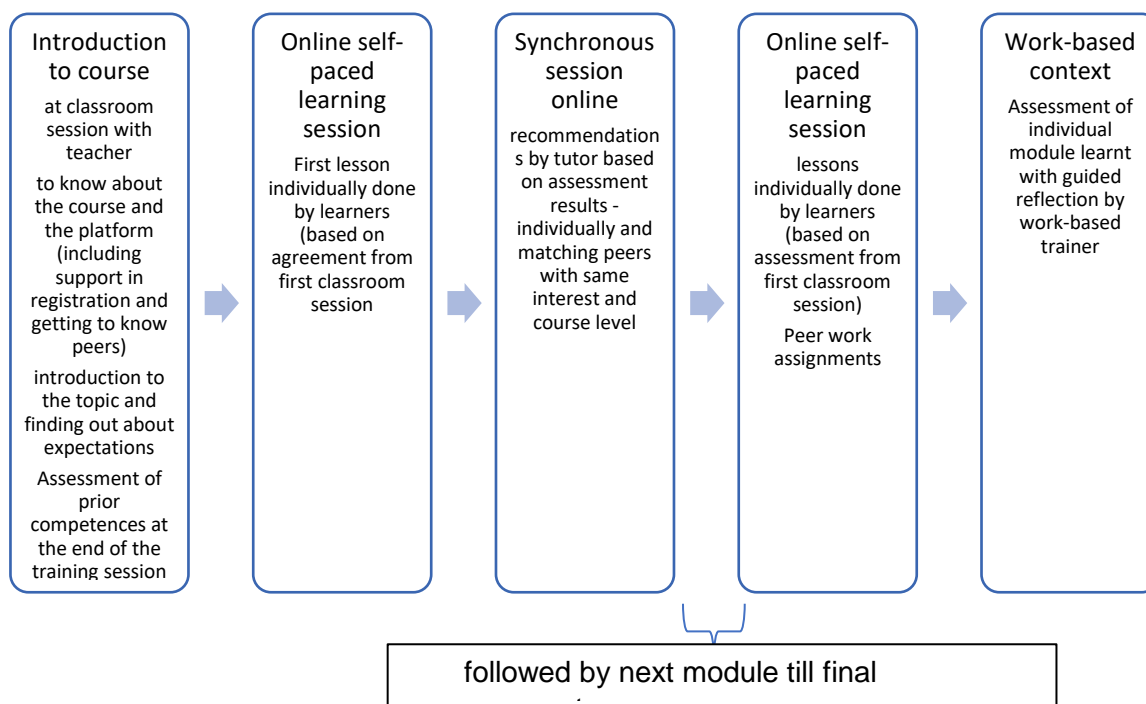 Introduction
to course
at classroom
session with
teacher
to know about
the course and
the platform
(including
support in
registration and
getting to know
peers)
introduction to
the topic and
finding out about
expectations
Assessment of
prior
competences at
the end of the
training session
Online self-
paced
learning
session
First lesson
individually done
by learners
(based on
agreement from
first classroom
session
Synchronous
session
online
recommendation
s by tutor based
on assessment
results -
individually and
matching peers
with same
interest and
course level
Online self-
paced
learning
session
lessons
individually done
by learners
(based on
assessment from
first classroom
session)
Peer work
assignments
Work-based
context
Assessment of
individual
module learnt
with guided
reflection by
work-based
trainer
followed by next module till final